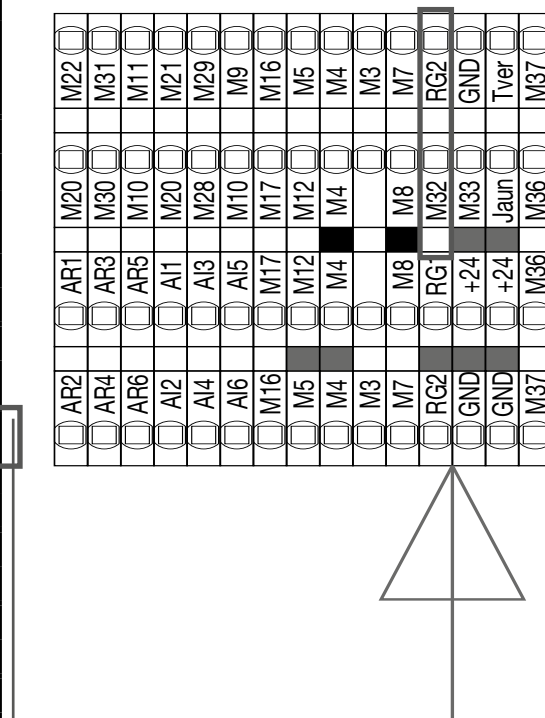 M22 M31 M11 M21 M29 M9 M16 M5 M4 M3 M7 RG2 GND Tver M37
M20 M30 M10 M20 M28 M10 M17 M12 M4 M8 M32 M33 Jaun M36
AR1 AR3 AR5 AI1 AI3 AI5 M17 M12 M4 M8 RG1 +24 +24 M36
AR2 AR4 AR6 AI2 AI4 AI6 M16 M5 M4 M3 M7 RG2 GND GND M37